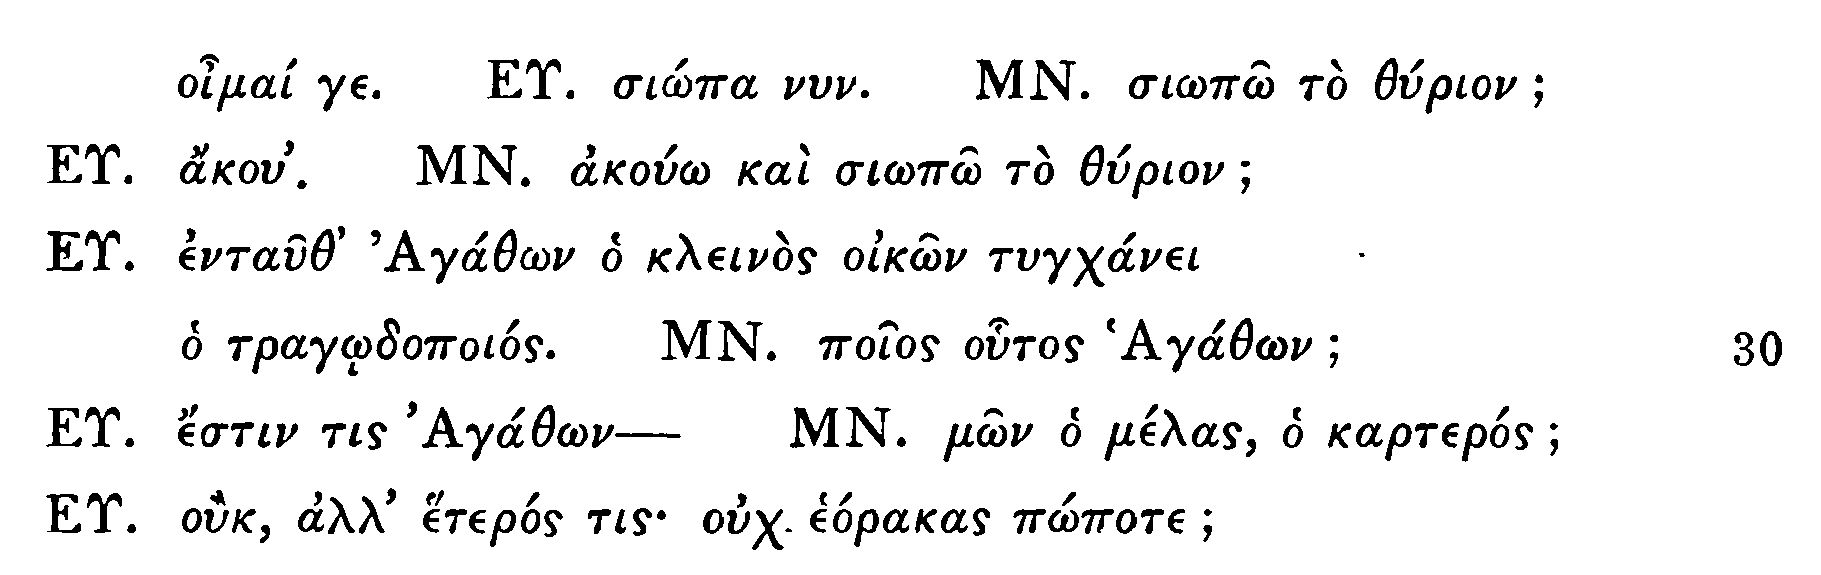 οἶμαί γε. ΕΥ. σιώπα νυν. ΜΝ. σιωπῶ τὸ θύριον;
ΕΥ. ἄκου’. ΜΝ. ἀκούω καὶ σιωπῶ τὸ θύριον;
ΕΥ. ἐνταῦθ’ Ἀγάθων ὁ κλεινὸς οἰκῶν τυγχάνει
ὁ τραγῳδοποιός. ΜΝ. ποῖος οὗτος Ἁγάθων; 30
ΕΥ. ἔστιν τις Ἀγάθων— ΜΝ. μῶν ὁ μέλας, ὁ καρτερός;
ΕΥ. οὔκ, ἀλλ’ ἕτερός τις· οὐχ ἑόρακας πώποτε;